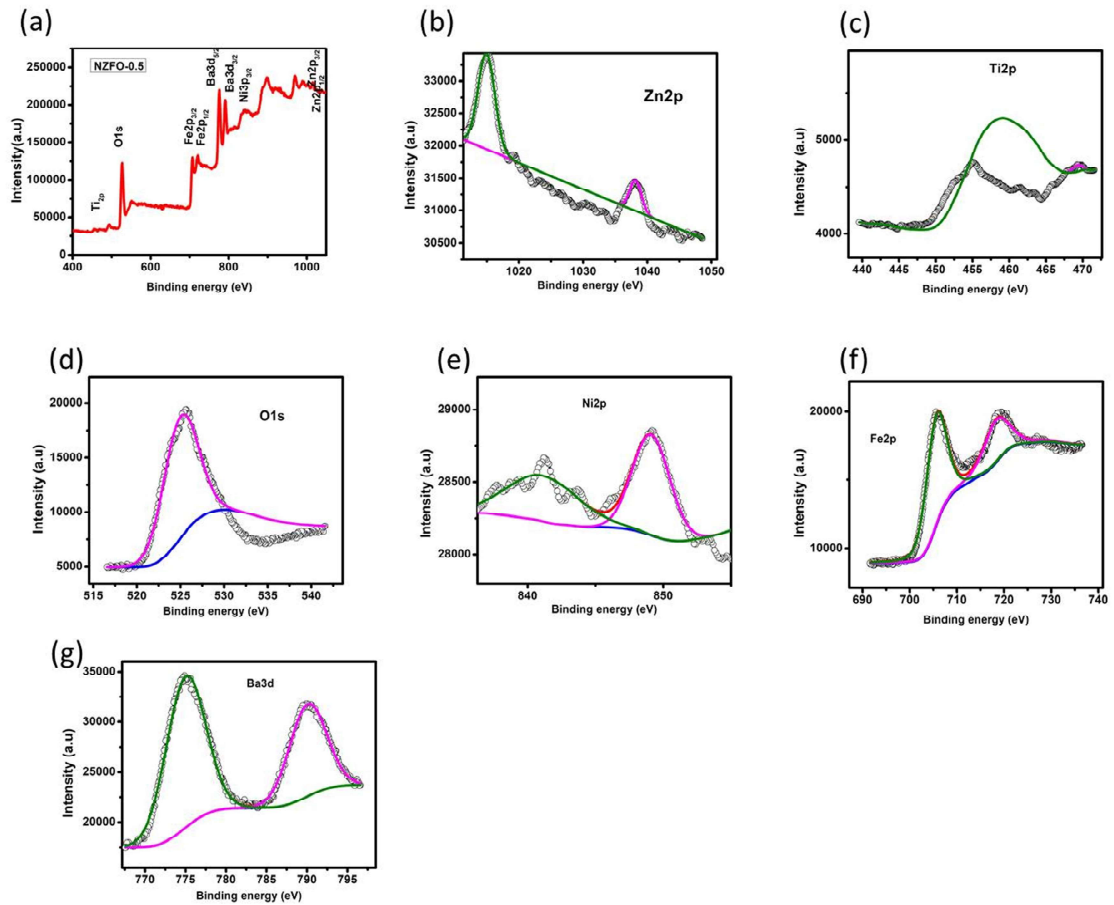 (a)
NZFO-0.5
Intensity(a.u)
250000
200000
150000
100000
50000
0
400
600
800
1000
Binding energy (eV)
Ti2p
O1s
Fe2p3/2
Fe2p1/2
Ba3d5/2
Ba3d3/2
Ni3p3/2
Zn2p3/2
Zn2p1/2
(b)
Zn2p
Intensity (a.u)
33000
32500
32000
31500
31000
30500
1020
1030
1040
1050
Binding energy (eV)
(c)
Ti2p
Intensity (a.u)
5000
4000
440
445
450
455
460
465
470
Binding energy (eV)
(d)
O1s
Intensity (a.u)
20000
15000
10000
5000
515
520
525
530
535
540
Binding energy (eV)
(e)
Ni2p
Intensity (a.u)
29000
28500
28000
840
850
Binding energy (eV)
(f)
Fe2p
Intensity (a.u)
20000
10000
690
700
710
720
730
740
Binding energy (eV)
(g)
Ba3d
Intensity (a.u)
35000
30000
25000
20000
770
775
780
785
790
795
Binding energy (eV)